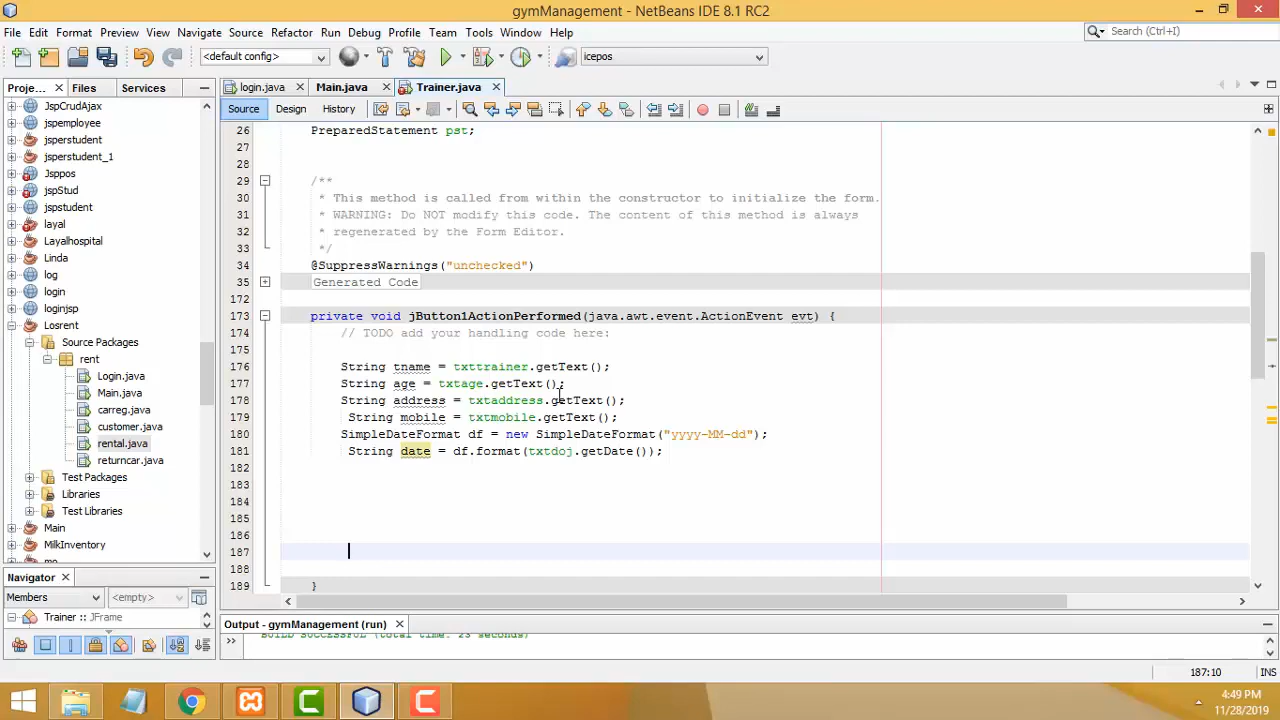 gymManagement - NetBeans IDE 8.1 RC2
File Edit Format Preview View Navigate Source Refactor Run Debug Profile Team Tools Window Help
Search (Ctrl+I)
<default config>
icepos
Proje... Files Services
login.java Main.java Trainer.java
Source Design History
JspCrudAjax
jspemployee
jsperstudent
jsperstudent_1
Jsppos
jspStud
jspstudent
layal
Layalhospital
Linda
log
login
loginjsp
Losrent
Source Packages
rent
Login.java
Main.java
carreg.java
customer.java
rental.java
returncar.java
Test Packages
Libraries
Test Libraries
Main
MilkInventory
26 PreparedStatement pst;
27
28
29 /**
30 * This method is called from within the constructor to initialize the form.
31 * WARNING: Do NOT modify this code. The content of this method is always
32 * regenerated by the Form Editor.
33 */
34 @SuppressWarnings("unchecked")
35 Generated Code
172
173 private void jButton1ActionPerformed(java.awt.event.ActionEvent evt) {
174 // TODO add your handling code here:
175
176 String tname = txttrainer.getText();
177 String age = txtage.getText();
178 String address = txtaddress.getText();
179 String mobile = txtmobile.getText();
180 SimpleDateFormat df = new SimpleDateFormat("yyyy-MM-dd");
181 String date = df.format(txtdoj.getDate());
182
183
184
185
186
187
188
189 }
Navigator
Members <empty>
Trainer :: JFrame
Output - gymManagement (run)
BUILD SUCCESSFUL (total time: 23 seconds)
187:10 INS
4:49 PM
11/28/2019